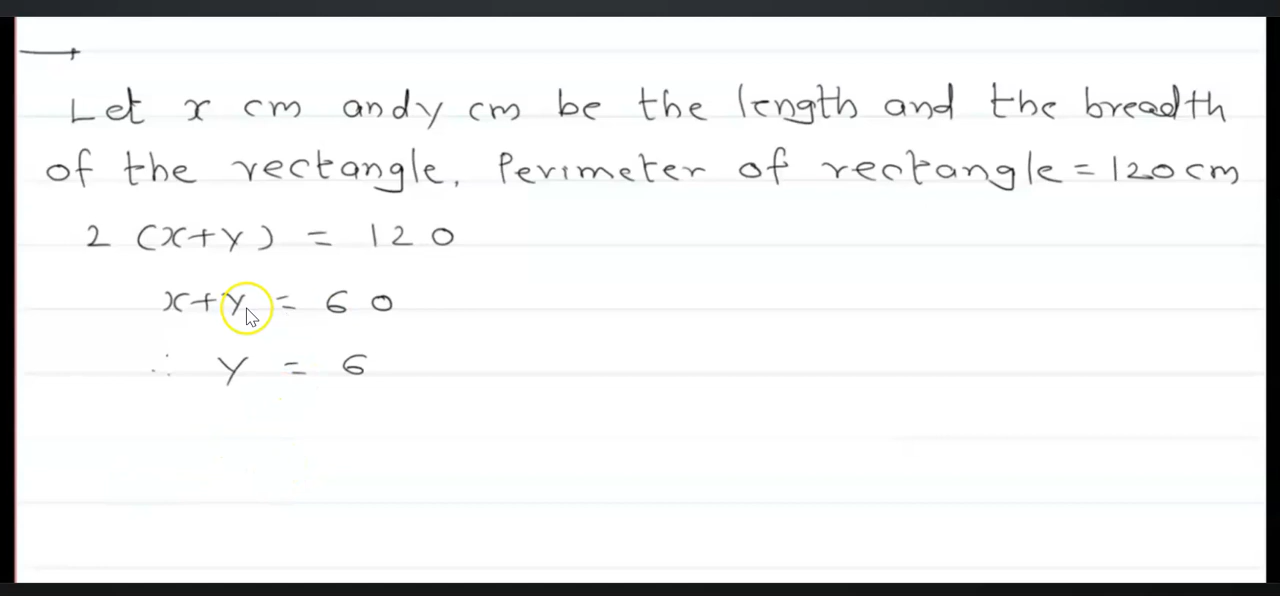 Let x cm and y cm be the length and the breadth
of the rectangle. Perimeter of rectangle = 120 cm
2 (x+y) = 120
x+y = 60
∴ y = 6